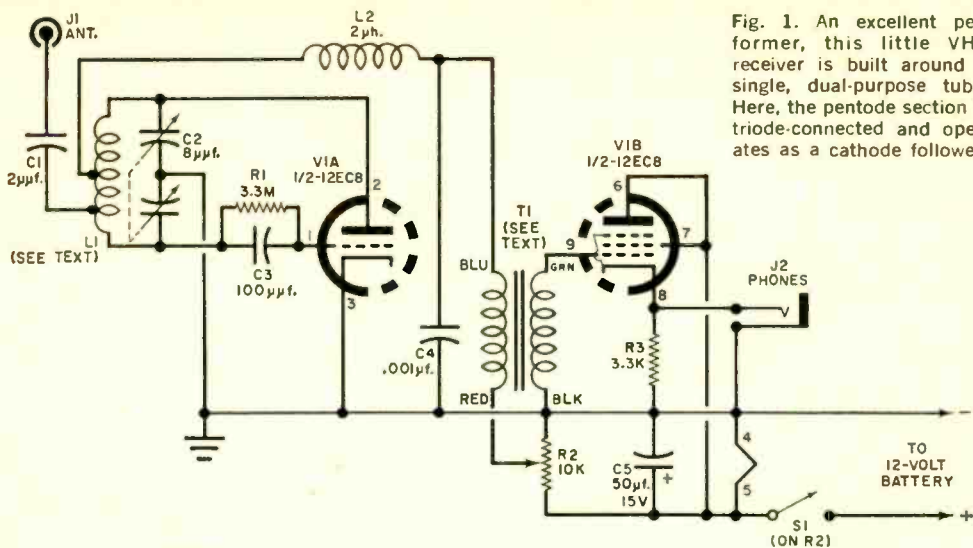 J1
ANT.
L2
2μh.
C1
2μμf.
C2
8μμf.
L1
(SEE TEXT)
R1
3.3M
C3
100μμf.
V1A
1/2-12EC8
2
1
3
C4
.001μf.
T1
(SEE
TEXT)
BLU
GRN
RED
BLK
V1B
1/2-12EC8
6
9
7
8
J2
PHONES
R3
3.3K
R2
10K
C5
50μf.
15V
+
4
5
S1
(ON R2)
-
TO
12-VOLT
BATTERY
+
Fig. 1. An excellent per
former, this little VH
receiver is built around
single, dual-purpose tub
Here, the pentode section
triode-connected and ope
ates as a cathode followe